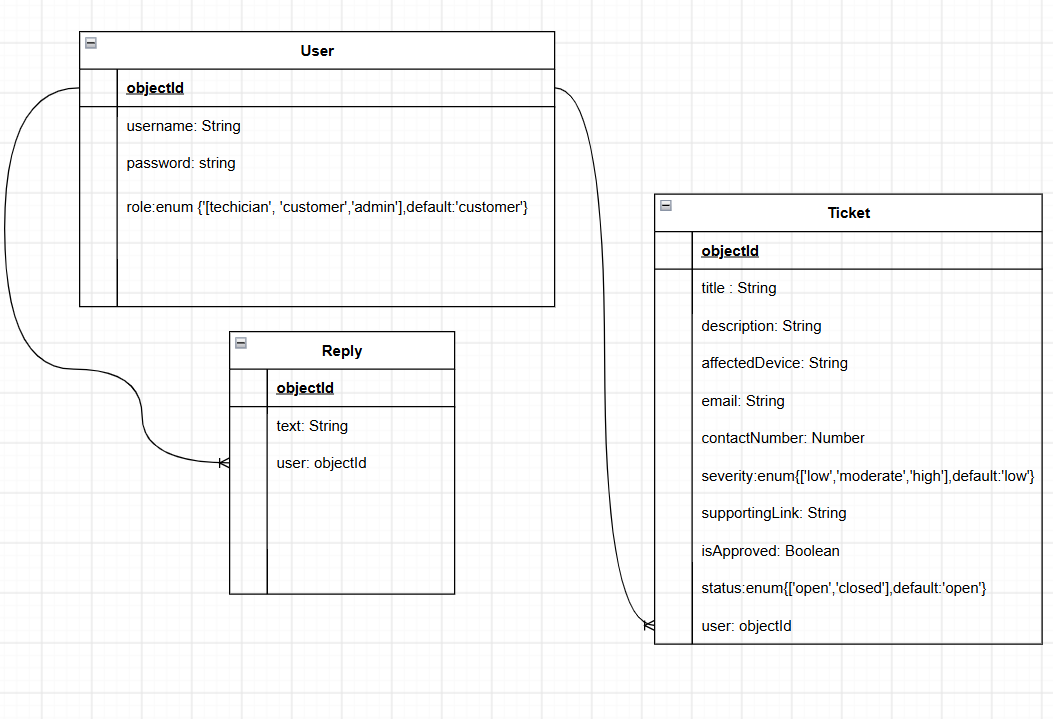 User
objectId
username: String
password: string
role:enum {'[techician', 'customer','admin'],default:'customer'}
Reply
objectId
text: String
user: objectId
Ticket
objectId
title : String
description: String
affectedDevice: String
email: String
contactNumber: Number
severity:enum{['low','moderate','high'],default:'low'}
supportingLink: String
isApproved: Boolean
status:enum{['open','closed'],default:'open'}
user: objectId